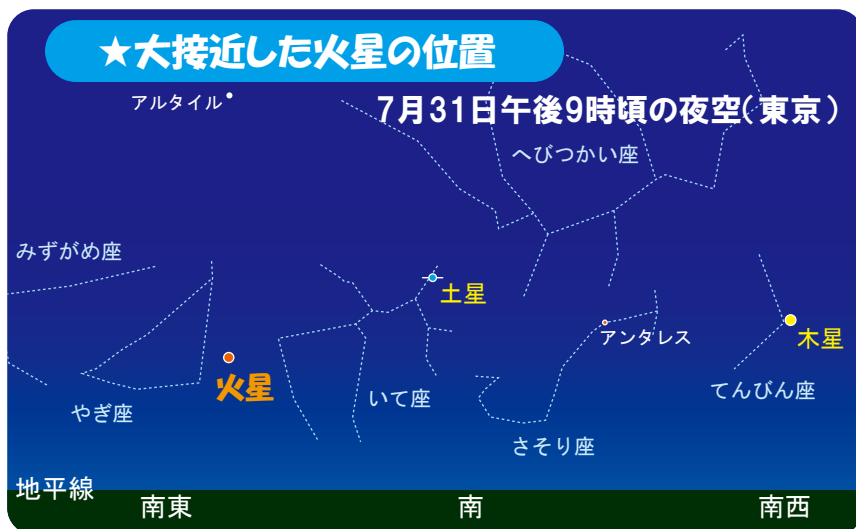 ★大接近した火星の位置
アルタイル
7月31日午後9時頃の夜空(東京)
へびつかい座
みずがめ座
土星
アンタレス
木星
火星
やぎ座
いて座
てんびん座
さそり座
地平線
南東
南
南西